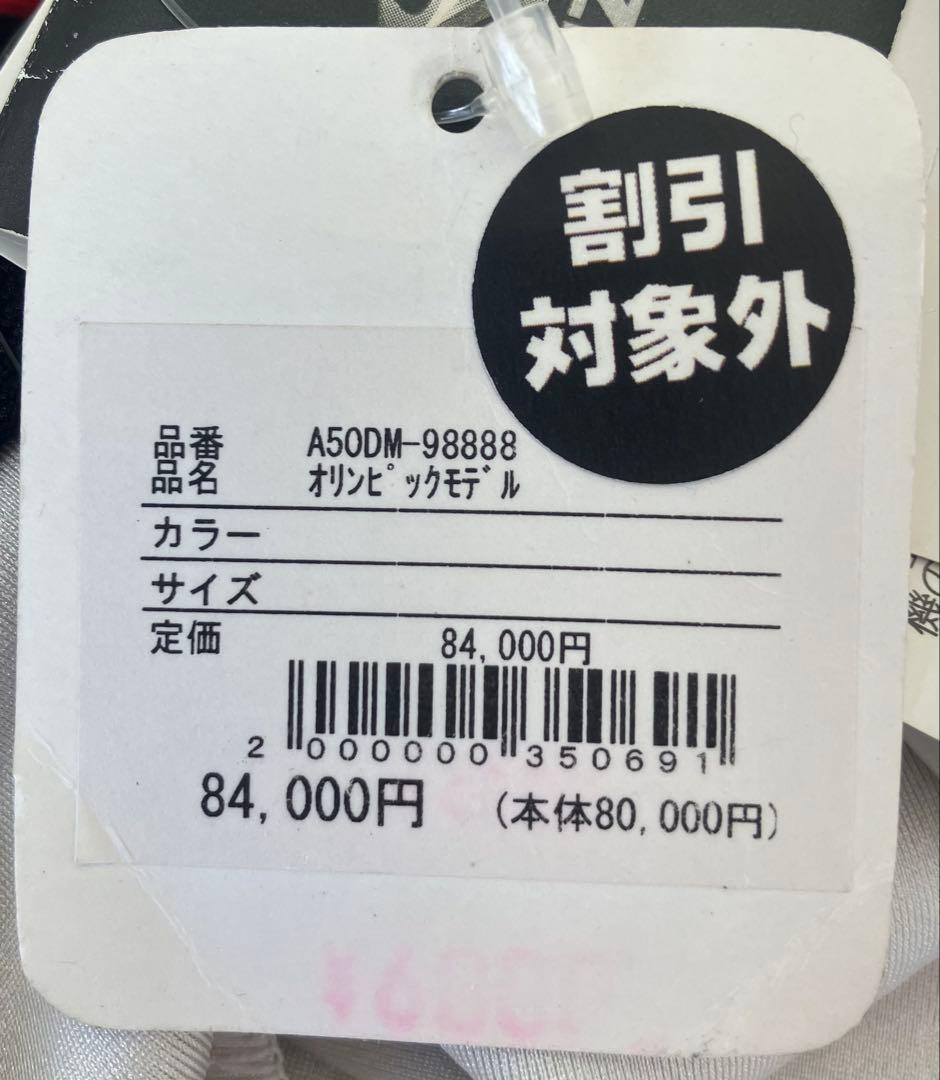 割引
対象外
品番 A50DM-98888
品名 オリンピックモデル
カラー
サイズ
定価 84,000円
2 000000 350691
84,000円 (本体80,000円)